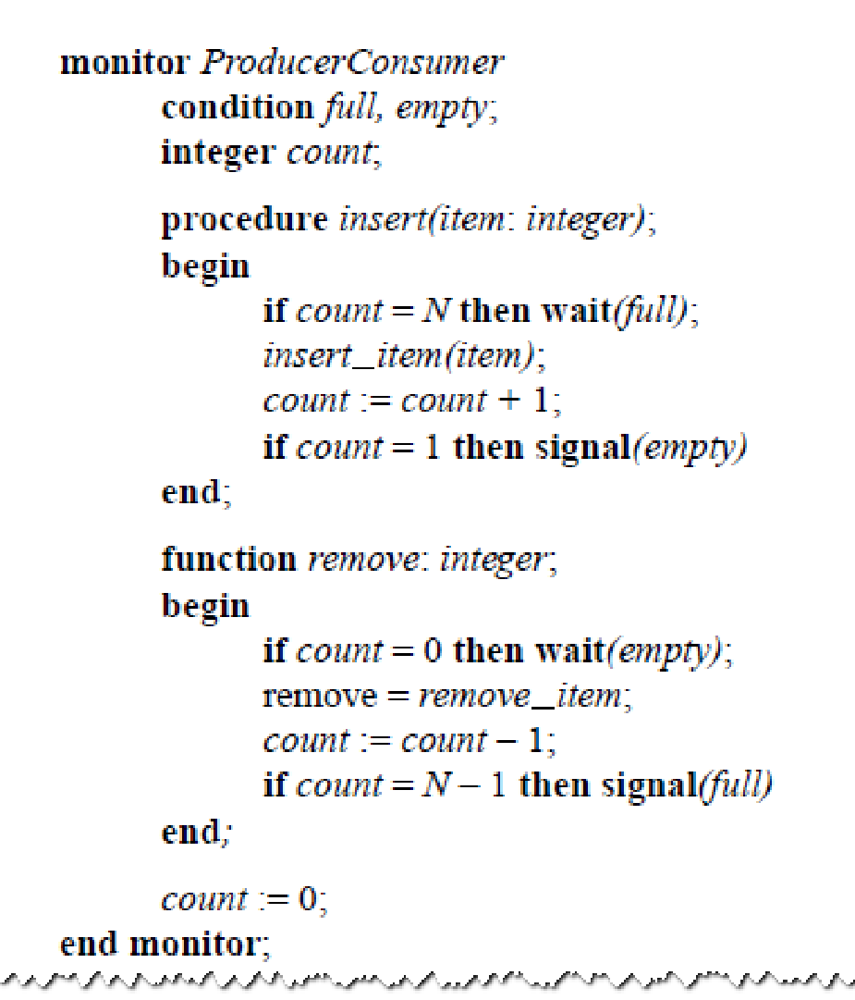 monitor ProducerConsumer
condition full, empty;
integer count;
procedure insert(item: integer);
begin
if count = N then wait(full);
insert_item(item);
count := count + 1;
if count = 1 then signal(empty)
end;
function remove: integer;
begin
if count = 0 then wait(empty);
remove = remove_item;
count := count – 1;
if count = N – 1 then signal(full)
end;
count := 0;
end monitor;